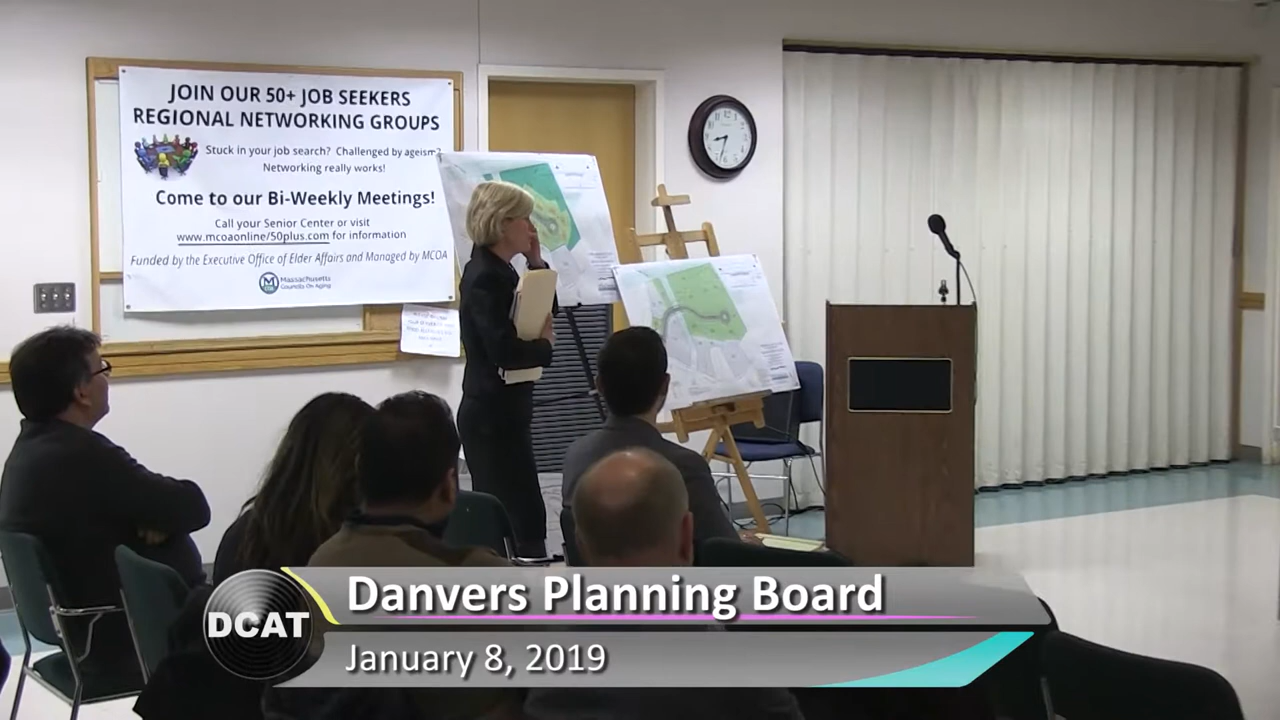 JOIN OUR 50+ JOB SEEKERS
REGIONAL NETWORKING GROUPS
Stuck in your job search? Challenged by ageism?
Networking really works!
Come to our Bi-Weekly Meetings!
Call your Senior Center or visit
www.mcoaonline/50plus.com for information
Funded by the Executive Office of Elder Affairs and Managed by MCOA
Massachusetts
Councils On Aging
Danvers Planning Board
DCAT
January 8, 2019